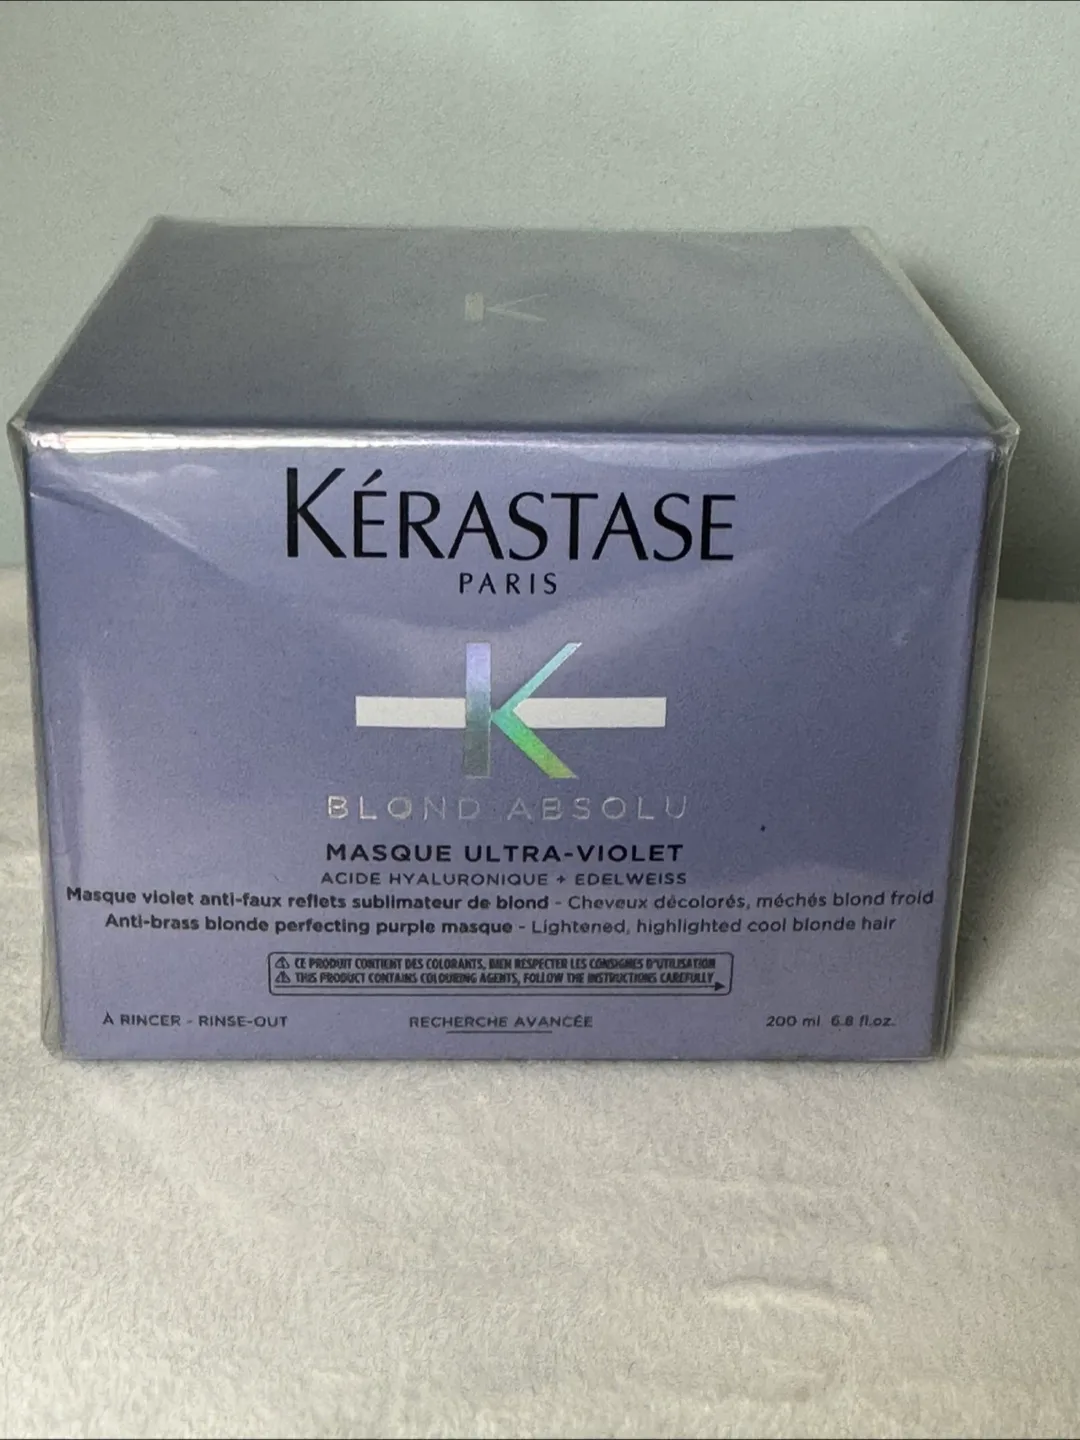 K
KÉRASTASE
PARIS
K
BLOND ABSOLU
MASQUE ULTRA-VIOLET
ACIDE HYALURONIQUE + EDELWEISS
Masque violet anti-faux reflets sublimateur de blond - Cheveux décolorés, méchés blond froid
Anti-brass blonde perfecting purple masque - Lightened, highlighted cool blonde hair
⚠ CE PRODUIT CONTIENT DES COLORANTS, BIEN RESPECTER LES CONSIGNES D'UTILISATION
⚠ THIS PRODUCT CONTAINS COLOURING AGENTS, FOLLOW THE INSTRUCTIONS CAREFULLY
À RINCER - RINSE-OUT RECHERCHE AVANCÉE 200 ml 6.8 fl.oz.